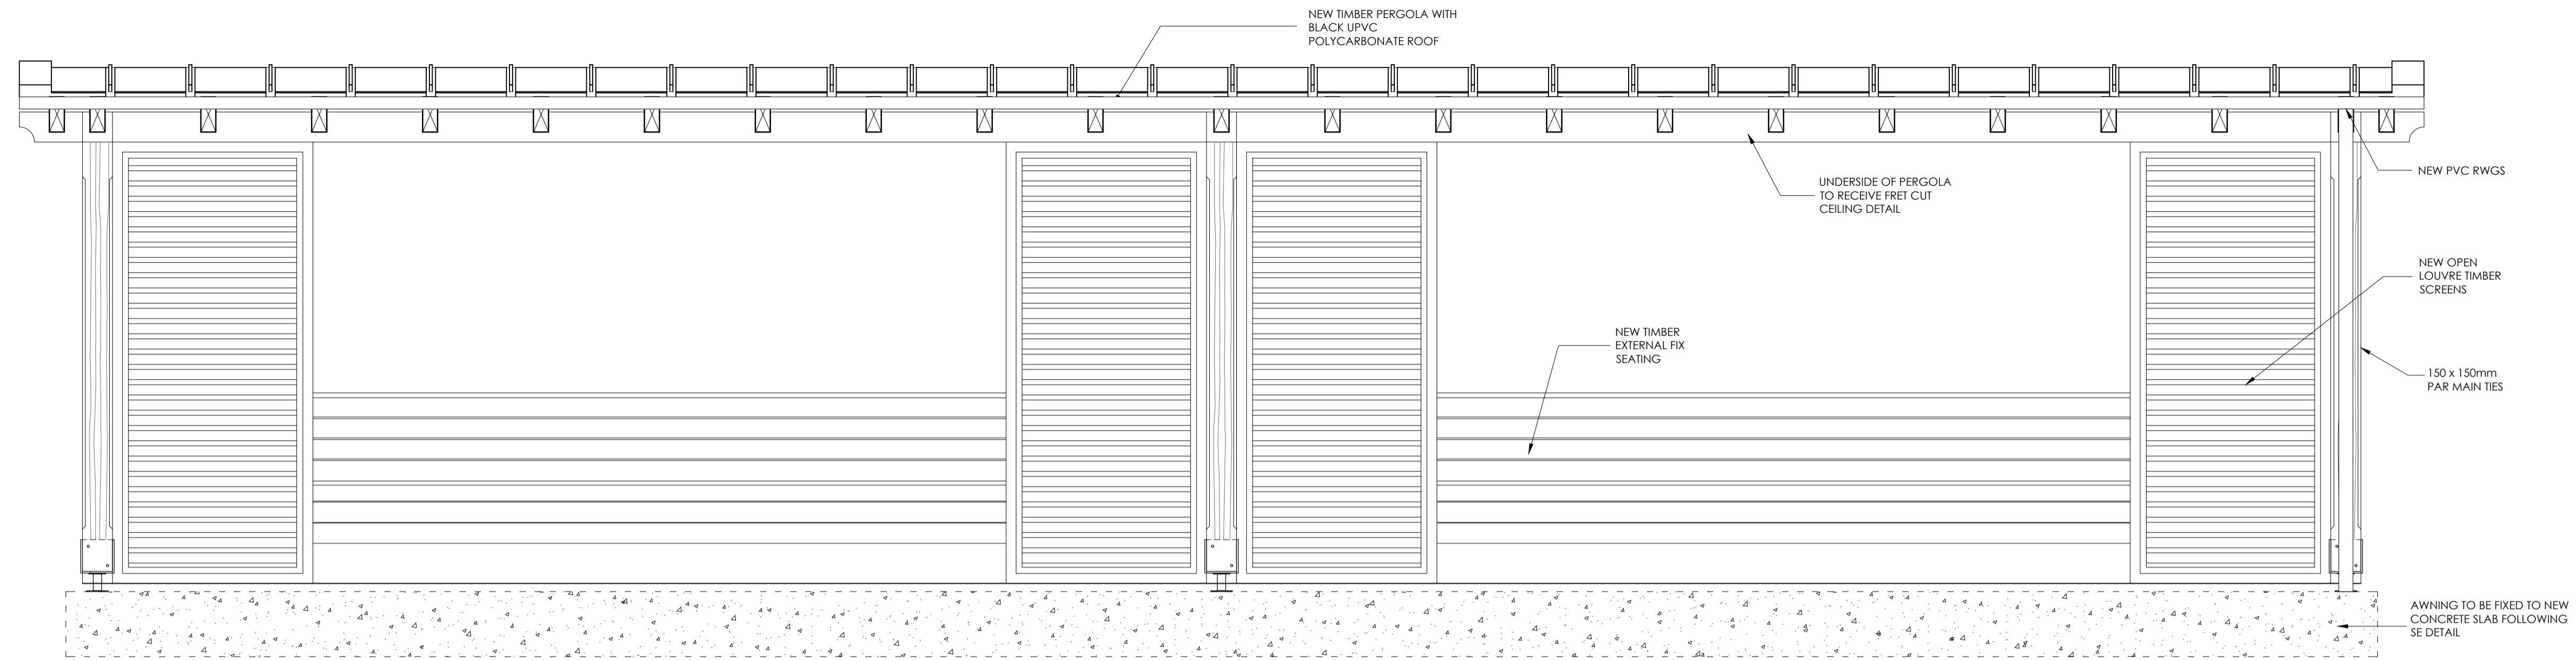 NEW TIMBER PERGOLA WITH
BLACK UPVC
POLYCARBONATE ROOF
NEW PVC RWGS
UNDERSIDE OF PERGOLA
TO RECEIVE FRET CUT
CEILING DETAIL
NEW OPEN
LOUVRE TIMBER
SCREENS
NEW TIMBER
EXTERNAL FIX
SEATING
150 x 150mm
PAR MAIN TIES
AWNING TO BE FIXED TO NEW
CONCRETE SLAB FOLLOWING
SE DETAIL